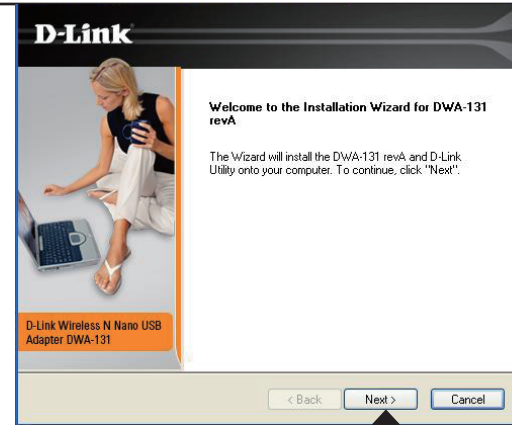 D-Link
Welcome to the Installation Wizard for DWA-131
revA
The Wizard will install the DWA-131 revA and D-Link
Utility onto your computer. To continue, click "Next".
D-Link Wireless N Nano USB
Adapter DWA-131
< Back Next > Cancel